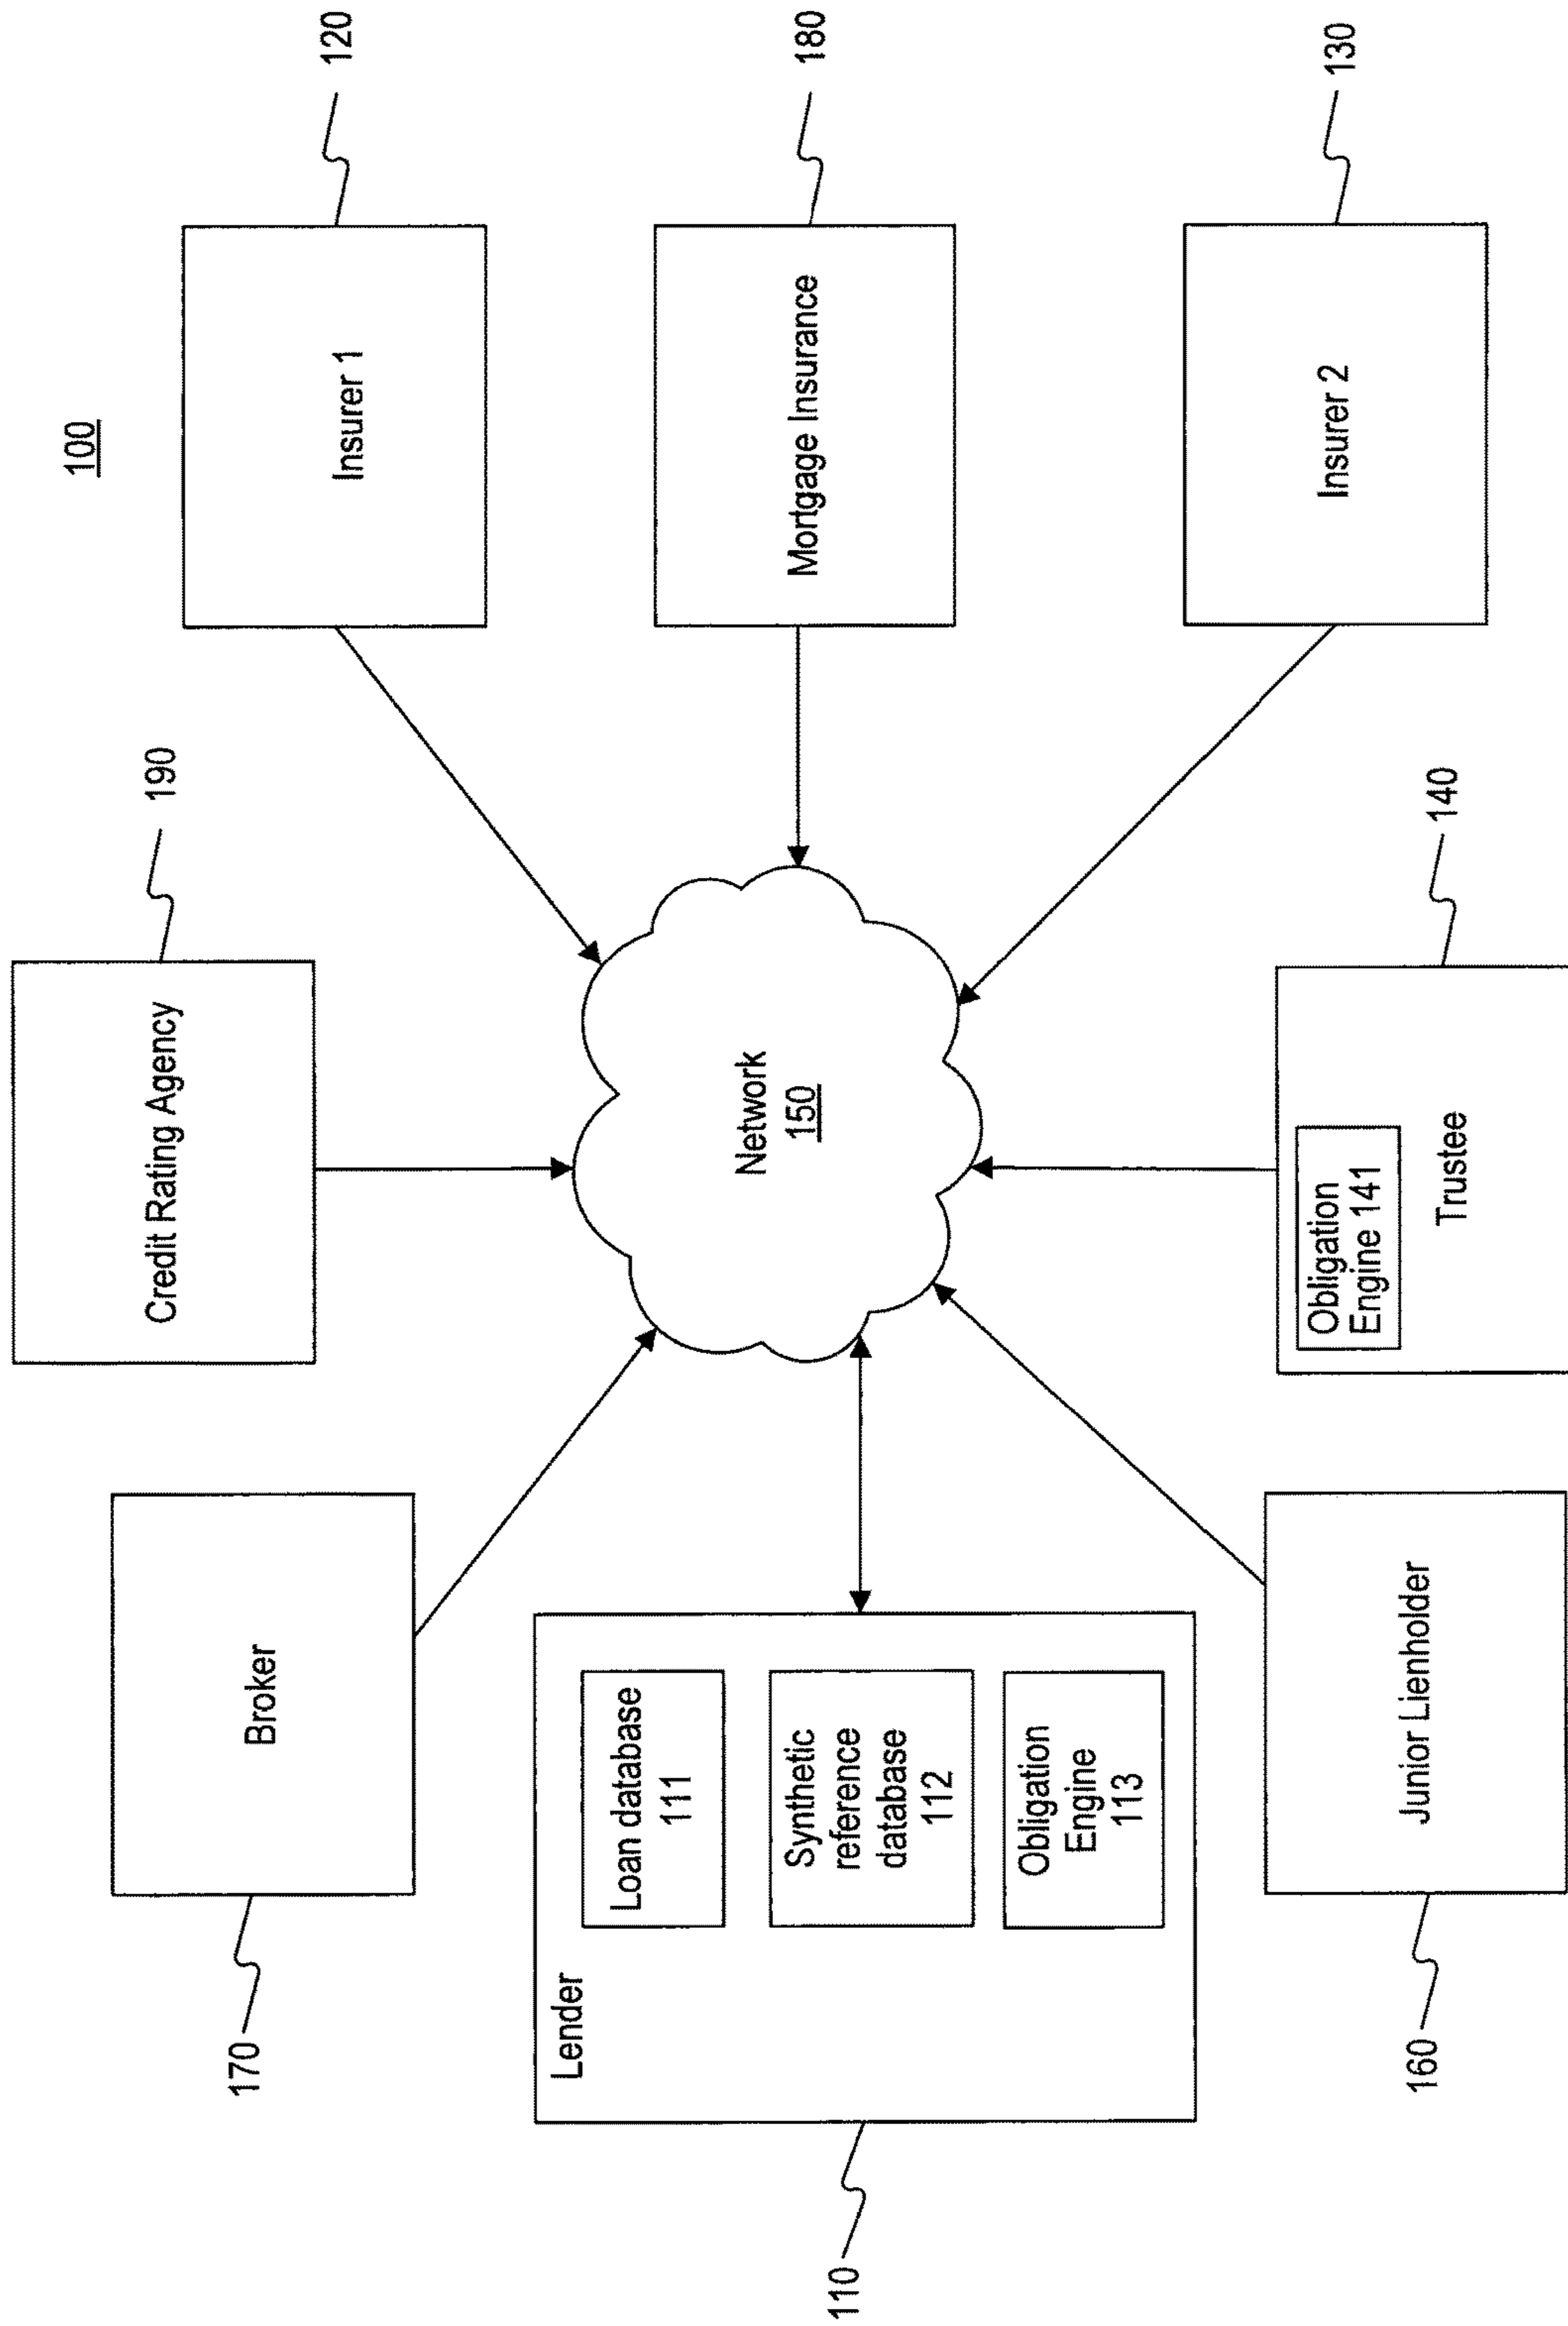 100
190
Credit Rating Agency
170
Broker
120
Insurer 1
110
Lender
Loan database
111
Synthetic
reference
database
112
Obligation
Engine
113
Network
150
180
Mortgage Insurance
160
Junior Lienholder
140
Obligation
Engine 141
Trustee
130
Insurer 2